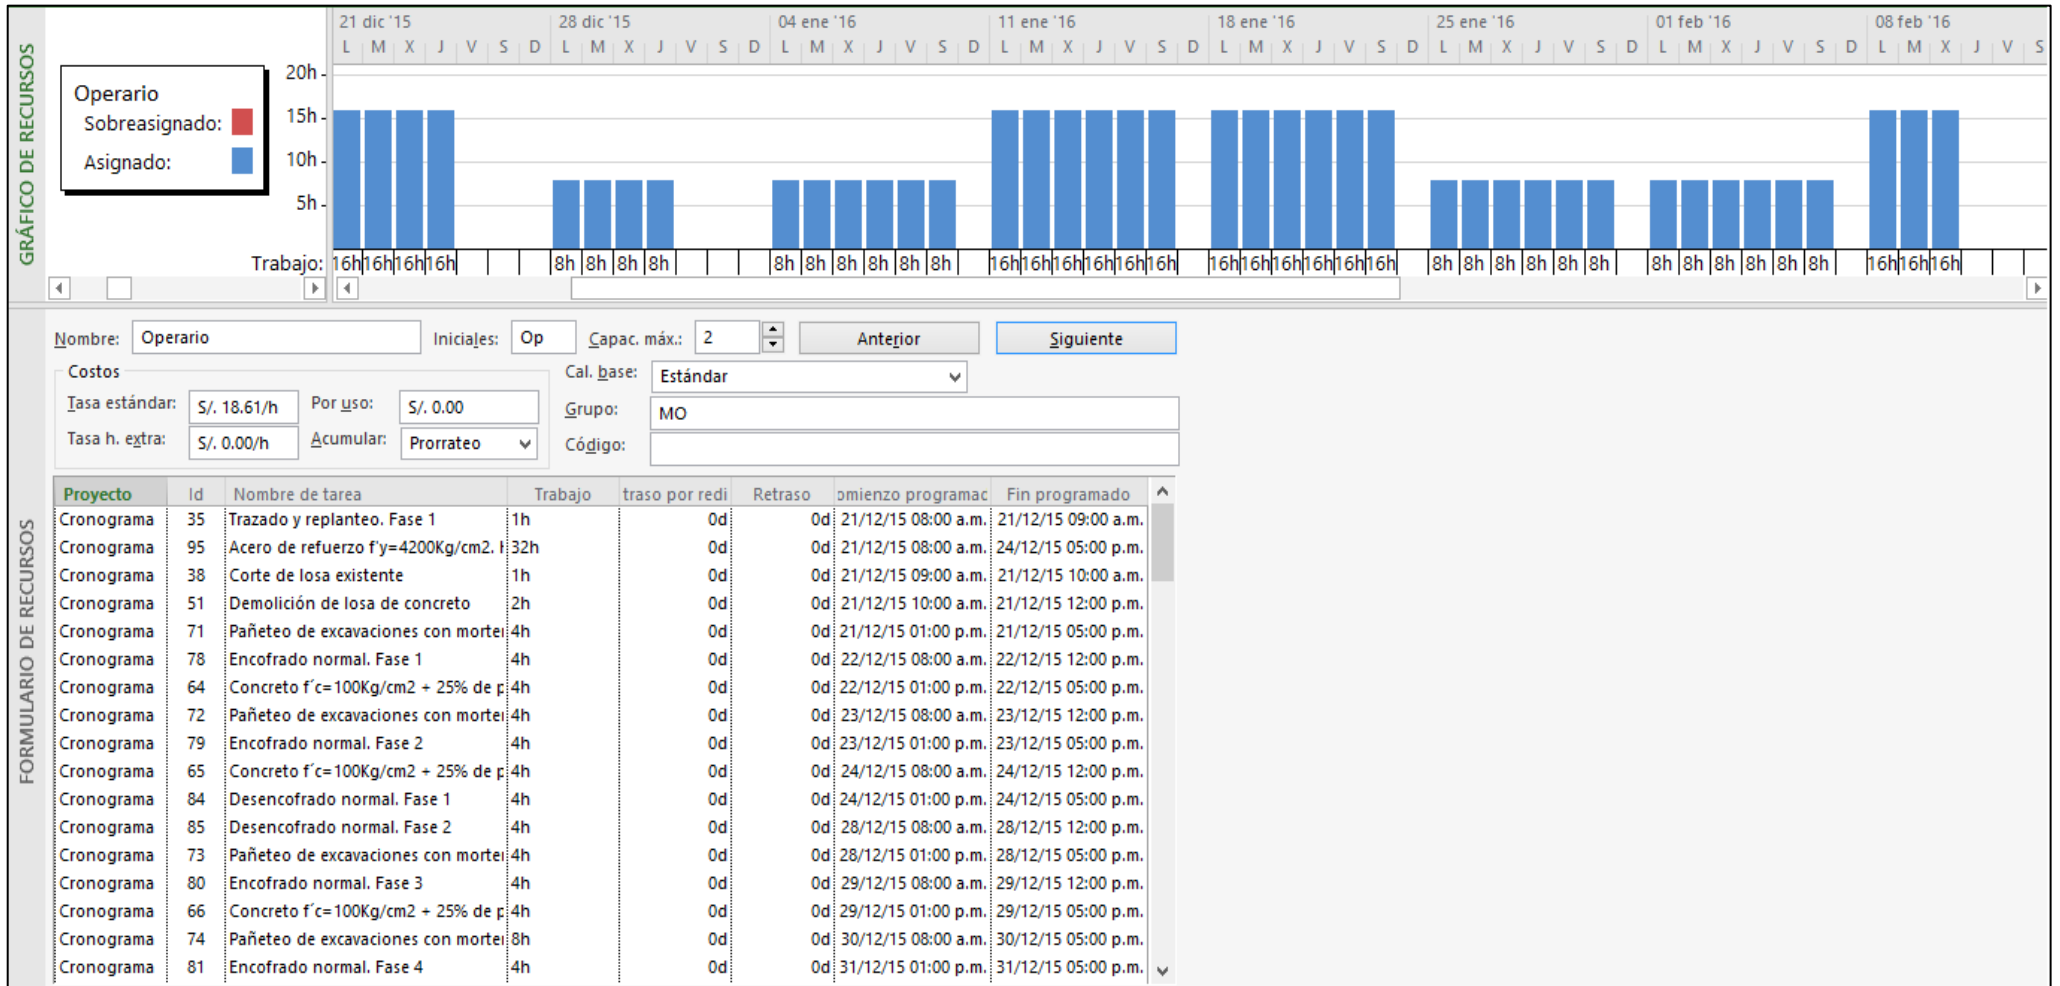 GRÁFICO DE RECURSOS
21 dic '15 28 dic '15 04 ene '16 11 ene '16 18 ene '16 25 ene '16 01 feb '16 08 feb '16
L M X J V S D L M X J V S D L M X J V S D L M X J V S D L M X J V S D L M X J V S D L M X J V S D L M X J V S
Operario
Sobreasignado:
Asignado:
20h
15h
10h
5h
Trabajo: 16h 16h 16h 16h 8h 8h 8h 8h 8h 8h 8h 8h 8h 8h 16h 16h 16h 16h 16h 16h 16h 16h 16h 16h 16h 16h 8h 8h 8h 8h 8h 8h 8h 8h 8h 8h 8h 8h 16h 16h 16h
FORMULARIO DE RECURSOS
Nombre: Operario Iniciales: Op Capac. máx.: 2 Anterior Siguiente
Costos Cal. base: Estándar
Tasa estándar: S/. 18.61/h Por uso: S/. 0.00 Grupo: MO
Tasa h. extra: S/. 0.00/h Acumular: Prorrateo Código:
Proyecto Id Nombre de tarea Trabajo traso por redi Retraso omienzo programac Fin programado
Cronograma 35 Trazado y replanteo. Fase 1 1h 0d 0d 21/12/15 08:00 a.m. 21/12/15 09:00 a.m.
Cronograma 95 Acero de refuerzo f'y=4200Kg/cm2. 32h 0d 0d 21/12/15 08:00 a.m. 24/12/15 05:00 p.m.
Cronograma 38 Corte de losa existente 1h 0d 0d 21/12/15 09:00 a.m. 21/12/15 10:00 a.m.
Cronograma 51 Demolición de losa de concreto 2h 0d 0d 21/12/15 10:00 a.m. 21/12/15 12:00 p.m.
Cronograma 71 Pañeteo de excavaciones con morte 4h 0d 0d 21/12/15 01:00 p.m. 21/12/15 05:00 p.m.
Cronograma 78 Encofrado normal. Fase 1 4h 0d 0d 22/12/15 08:00 a.m. 22/12/15 12:00 p.m.
Cronograma 64 Concreto f´c=100Kg/cm2 + 25% de p 4h 0d 0d 22/12/15 01:00 p.m. 22/12/15 05:00 p.m.
Cronograma 72 Pañeteo de excavaciones con morte 4h 0d 0d 23/12/15 08:00 a.m. 23/12/15 12:00 p.m.
Cronograma 79 Encofrado normal. Fase 2 4h 0d 0d 23/12/15 01:00 p.m. 23/12/15 05:00 p.m.
Cronograma 65 Concreto f´c=100Kg/cm2 + 25% de p 4h 0d 0d 24/12/15 08:00 a.m. 24/12/15 12:00 p.m.
Cronograma 84 Desencofrado normal. Fase 1 4h 0d 0d 24/12/15 01:00 p.m. 24/12/15 05:00 p.m.
Cronograma 85 Desencofrado normal. Fase 2 4h 0d 0d 28/12/15 08:00 a.m. 28/12/15 12:00 p.m.
Cronograma 73 Pañeteo de excavaciones con morte 4h 0d 0d 28/12/15 01:00 p.m. 28/12/15 05:00 p.m.
Cronograma 80 Encofrado normal. Fase 3 4h 0d 0d 29/12/15 08:00 a.m. 29/12/15 12:00 p.m.
Cronograma 66 Concreto f´c=100Kg/cm2 + 25% de p 4h 0d 0d 29/12/15 01:00 p.m. 29/12/15 05:00 p.m.
Cronograma 74 Pañeteo de excavaciones con morte 8h 0d 0d 30/12/15 08:00 a.m. 30/12/15 05:00 p.m.
Cronograma 81 Encofrado normal. Fase 4 4h 0d 0d 31/12/15 01:00 p.m. 31/12/15 05:00 p.m.